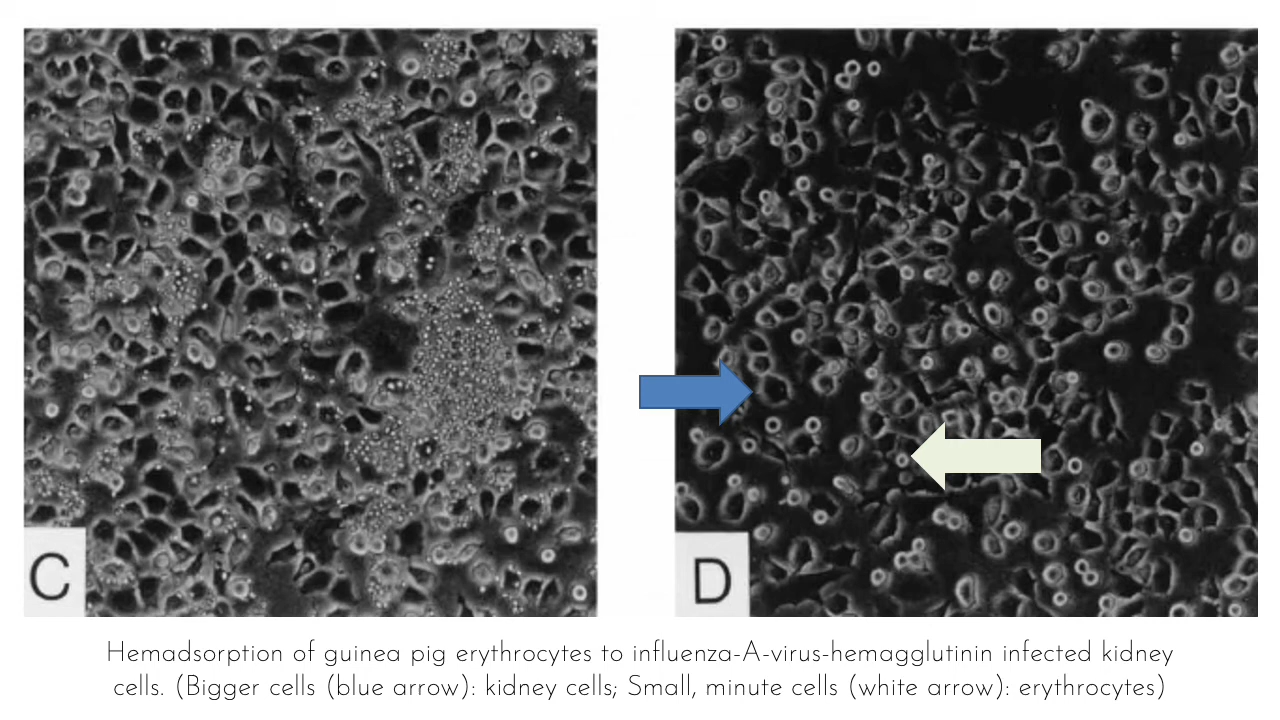 C
D
Hemadsorption of guinea pig erythrocytes to influenza-A-virus-hemagglutinin infected kidney
cells. (Bigger cells (blue arrow): kidney cells; Small, minute cells (white arrow): erythrocytes)